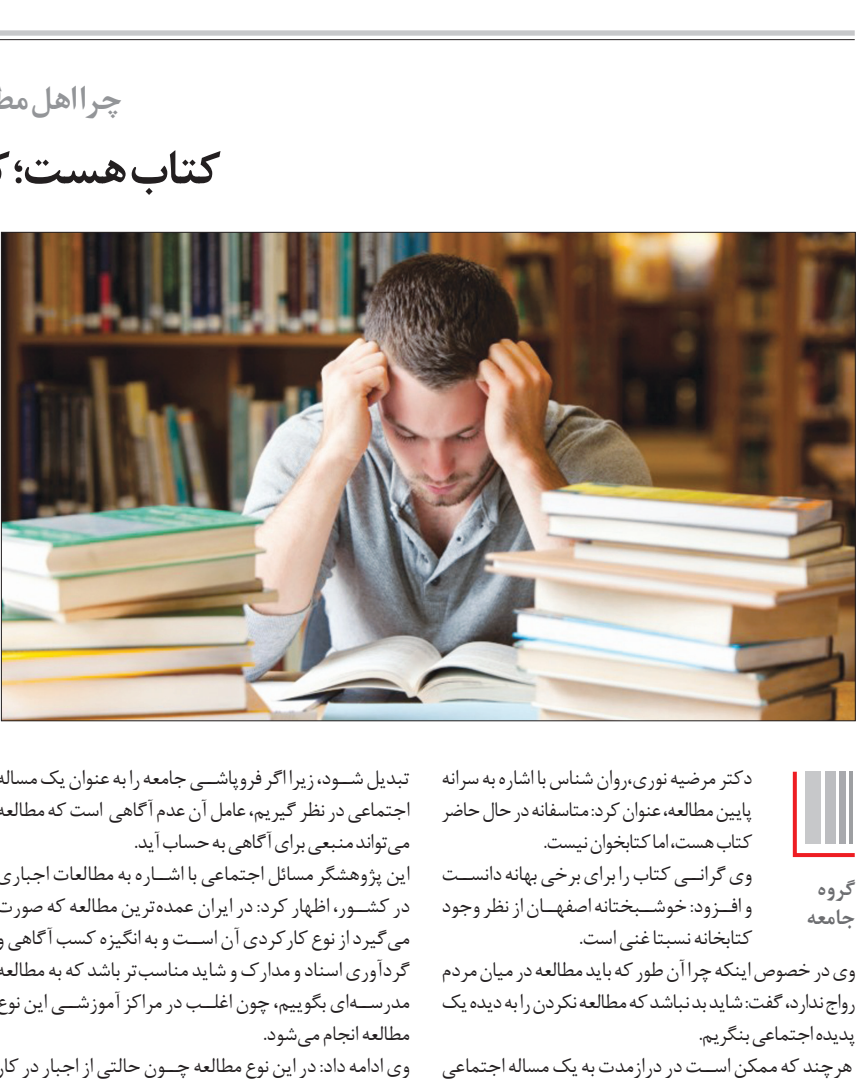 چرا اهل
کتاب هست؛
گروه
جامعه
دکتر مرضیه نوری،روان شناس با اشاره به سرانه
پایین مطالعه، عنوان کرد: متاسفانه در حال حاضر
کتاب هست، اما کتابخوان نیست.
وی گرانی کتاب را برای برخی بهانه دانست
و افزود: خوشبختانه اصفهان از نظر وجود
کتابخانه نسبتا غنی است.
وی در خصوص اینکه چرا آن طور که باید مطالعه در میان مردم
رواج ندارد، گفت: شاید بد نباشد که مطالعه نکردن را به دیده یک
پدیده اجتماعی بنگریم.
هرچند که ممکن است در درازمدت به یک مساله اجتماعی
تبدیل شود، زیرا اگر فروپاشی جامعه را به عنوان یک مساله
اجتماعی در نظر گیریم، عامل آن عدم آگاهی است که مطالعه
می‌تواند منبعی برای آگاهی به حساب آید.
این پژوهشگر مسائل اجتماعی با اشاره به مطالعات اجباری
در کشور، اظهار کرد: در ایران عمده‌ترین مطالعه که صورت
می‌گیرد از نوع کارکردی آن است و به انگیزه کسب آگاهی و
گردآوری اسناد و مدارک و شاید مناسب‌تر باشد که به مطالعه
مدرسه‌ای بگوییم، چون اغلب در مراکز آموزشی این نوع
مطالعه انجام می‌شود.
وی ادامه داد: در این نوع مطالعه چون حالتی از اجبار در کار